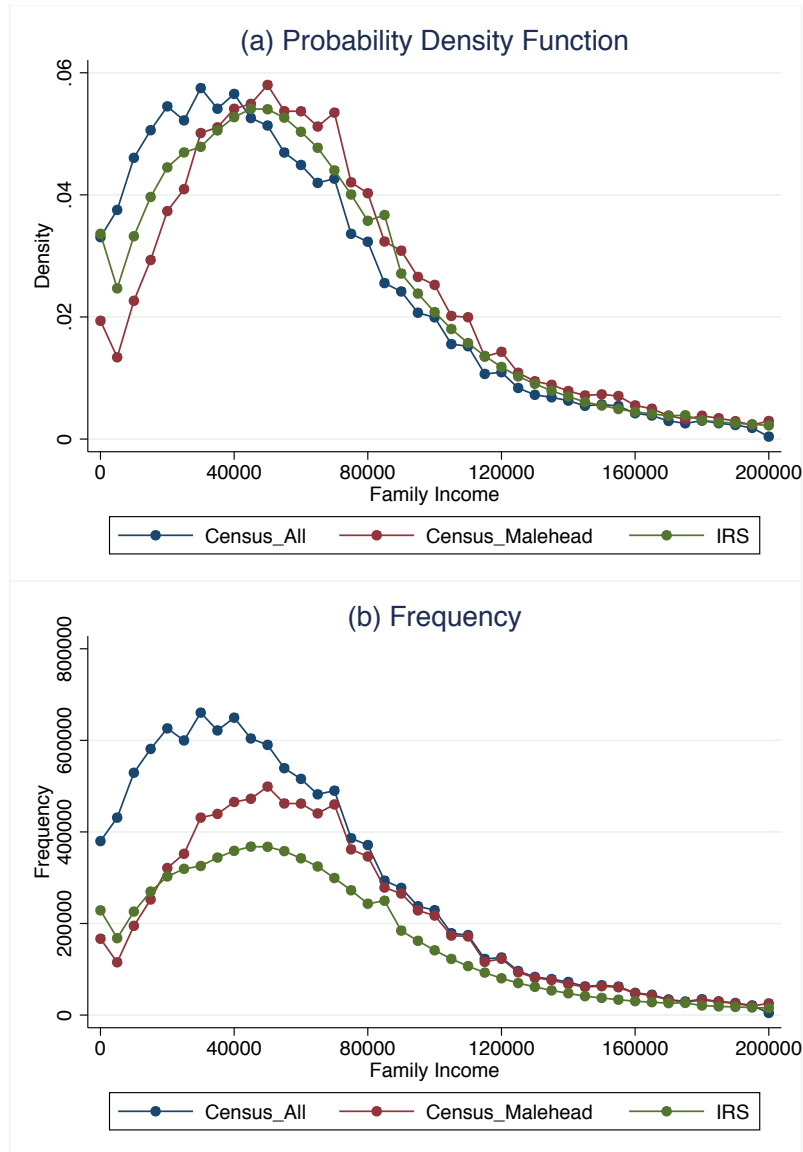 (a) Probability Density Function
.06
.04
.02
0
Density
0 40000 80000 120000 160000 200000
Family Income
Census_All Census_Malehead IRS
(b) Frequency
800000
600000
400000
200000
0
Frequency
0 40000 80000 120000 160000 200000
Family Income
Census_All Census_Malehead IRS